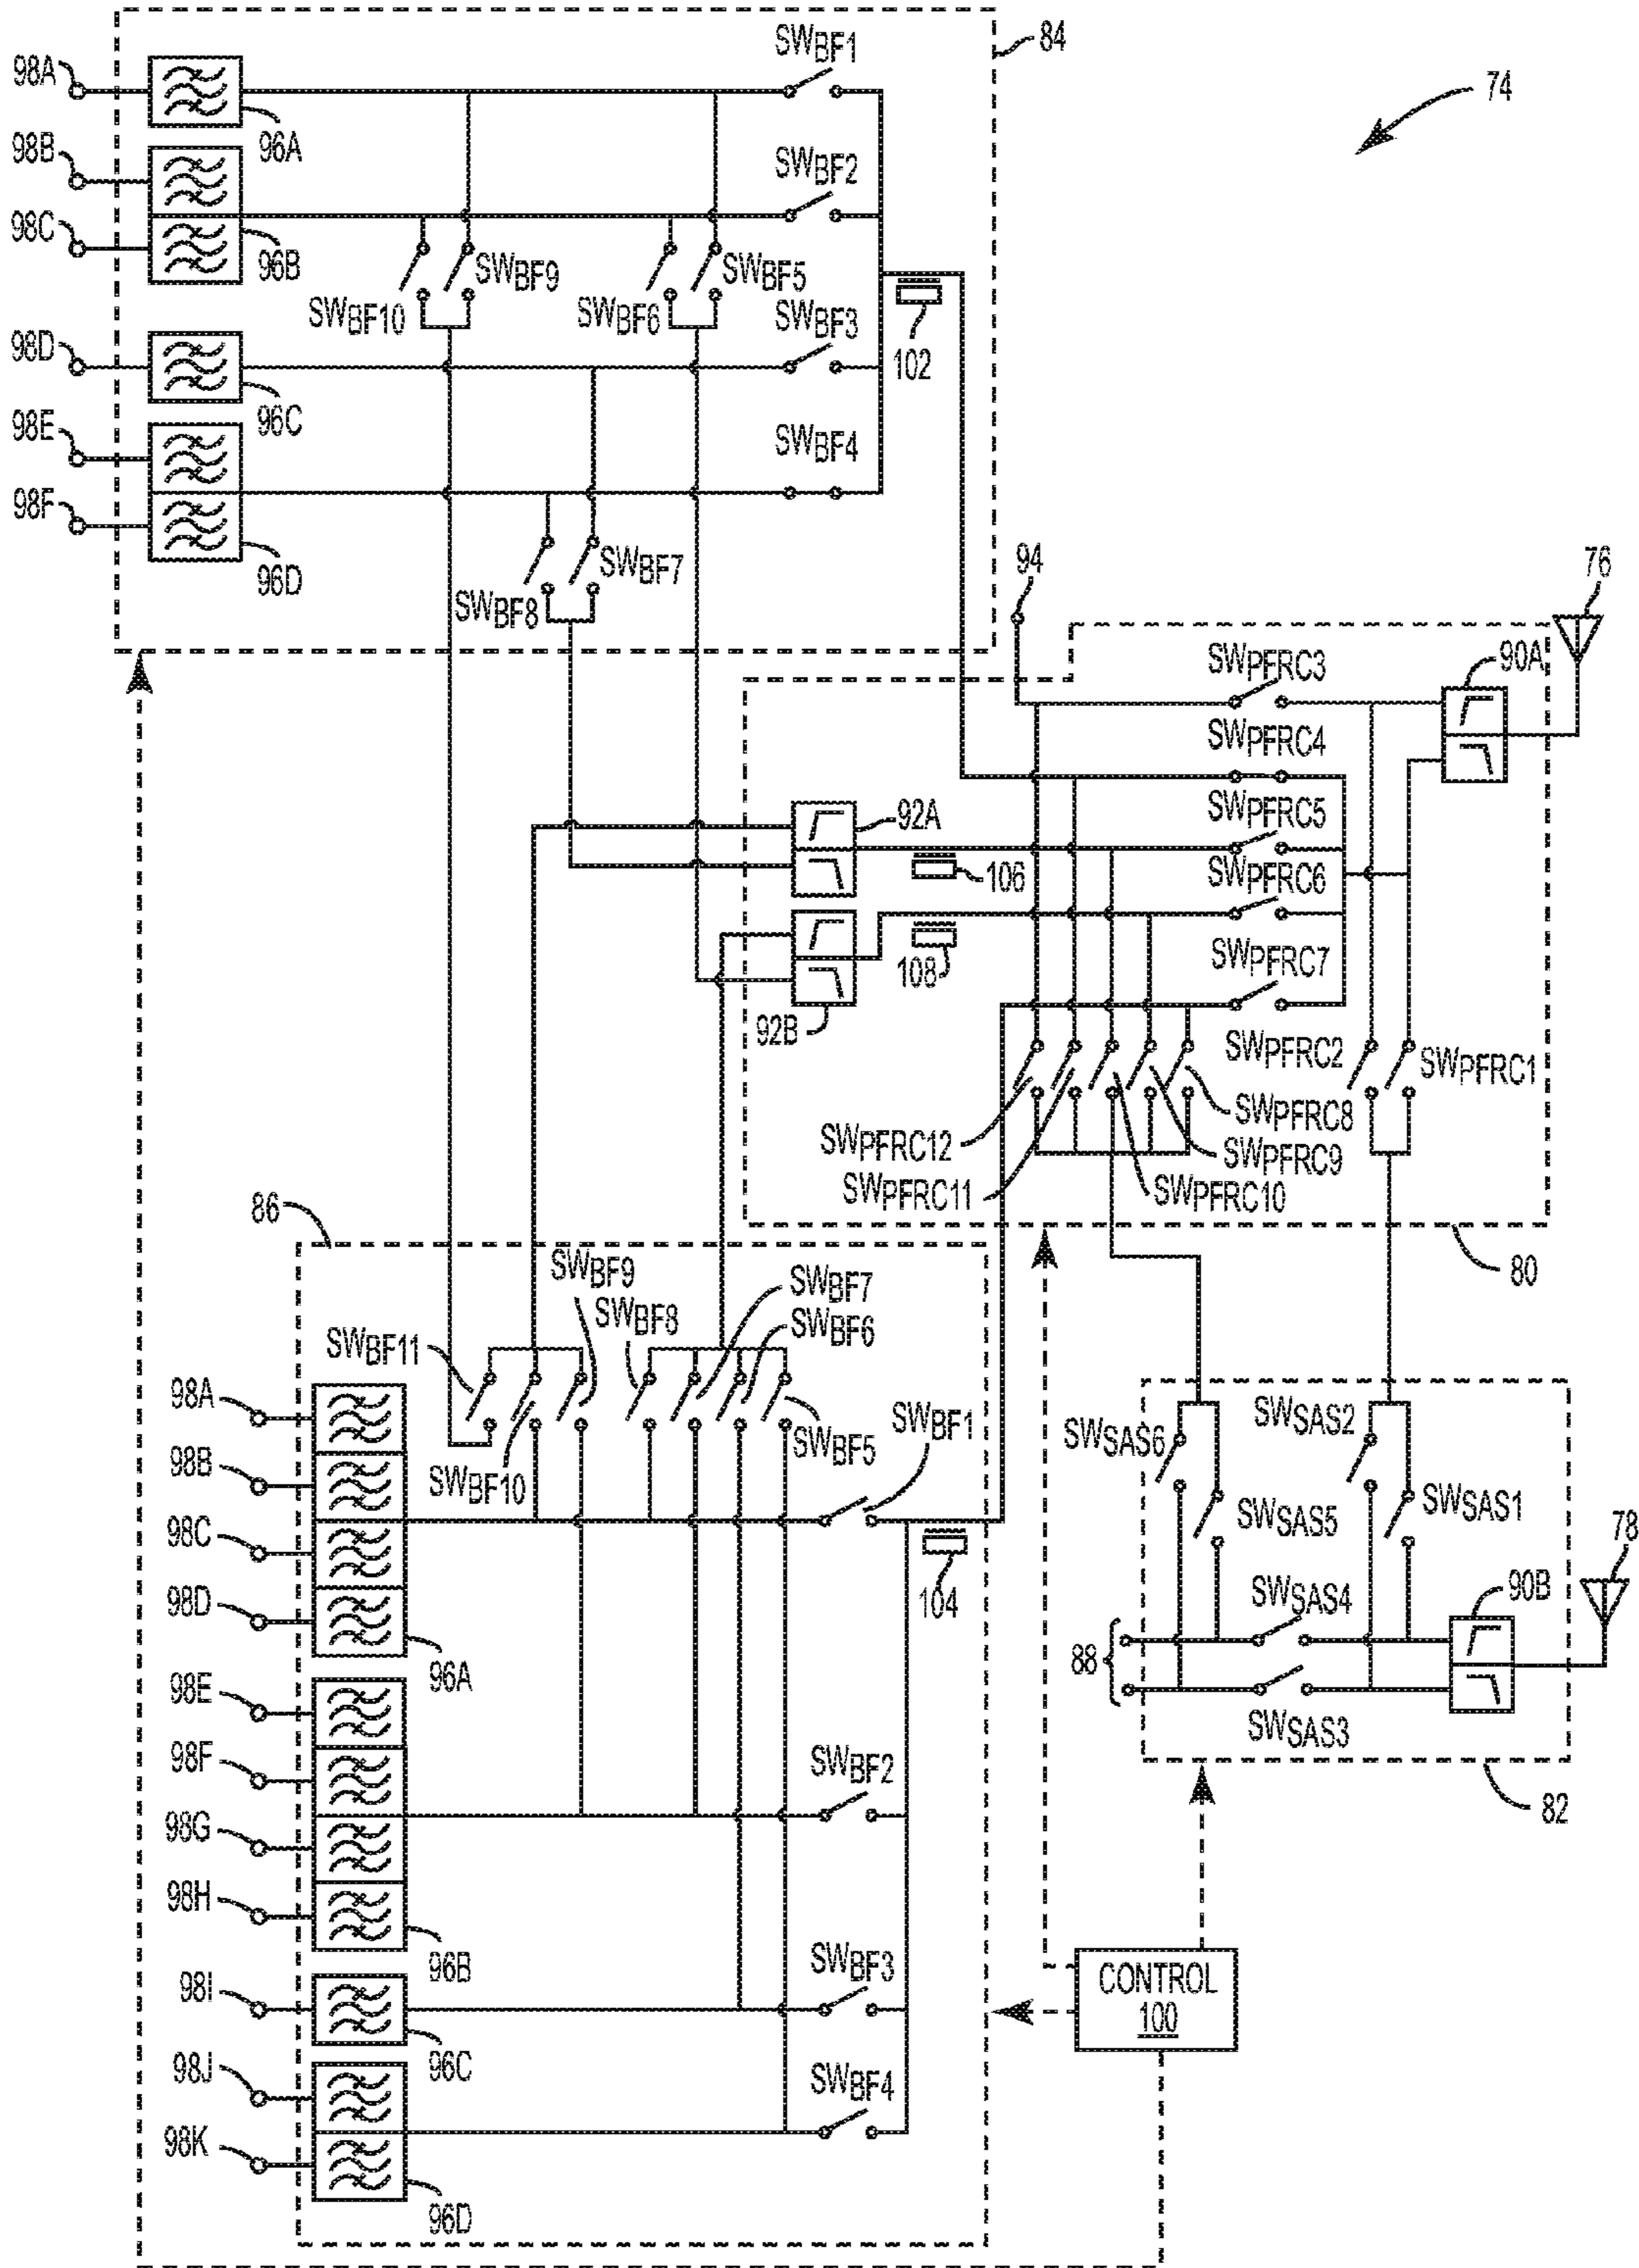 84
74
98A
SWBF1
96A
98B
SWBF2
98C
96B
SWBF10
SWBF9
SWBF6
SWBF5
SWBF3
102
98D
96C
98E
SWBF4
98F
96D
SWBF8
SWBF7
94
76
SWPFRC3
90A
SWPFRC4
92A
SWPFRC5
106
SWPFRC6
108
SWPFRC7
92B
SWPFRC2
SWPFRC1
SWPFRC8
SWPFRC12
SWPFRC9
SWPFRC11
SWPFRC10
86
80
SWBF9
SWBF7
SWBF8
SWBF6
SWBF11
SWBF1
SWBF5
SWBF10
98A
98B
98C
98D
96A
104
SWSAS6
SWSAS2
SWSAS5
SWSAS1
78
SWSAS4
90B
88
SWSAS3
82
98E
98F
SWBF2
98G
98H
96B
98I
SWBF3
96C
CONTROL
100
98J
SWBF4
98K
96D